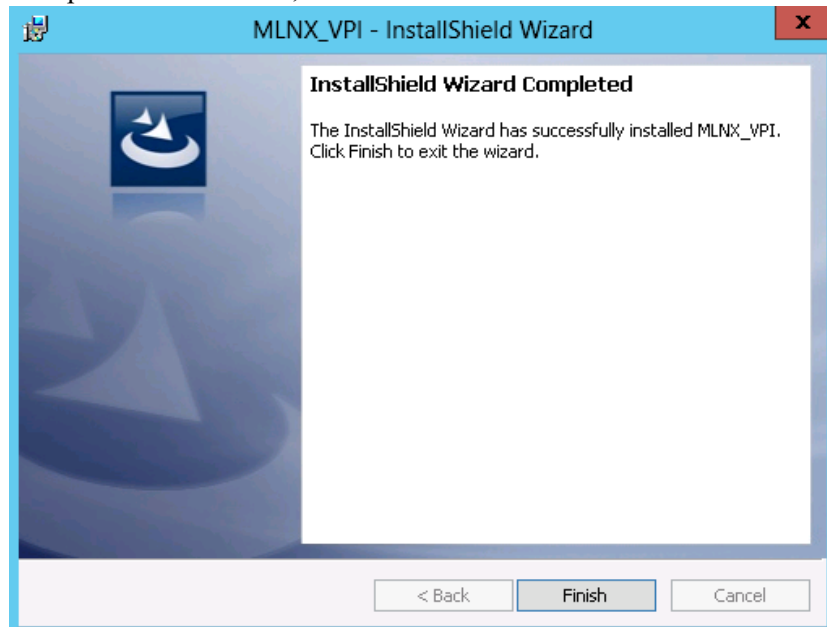 MLNX_VPI - InstallShield Wizard
x
InstallShield Wizard Completed
The InstallShield Wizard has successfully installed MLNX_VPI.
Click Finish to exit the wizard.
< Back
Finish
Cancel